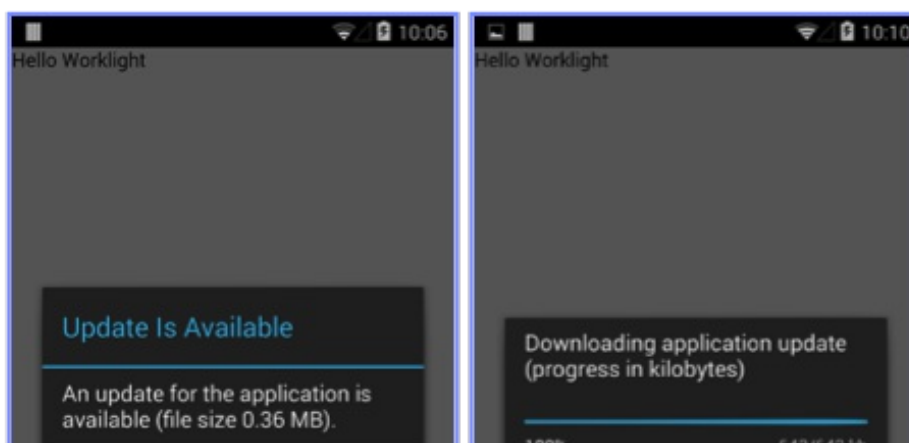 10:06
Hello Worklight
Update Is Available
An update for the application is
available (file size 0.36 MB).
10:10
Hello Worklight
Downloading application update
(progress in kilobytes)